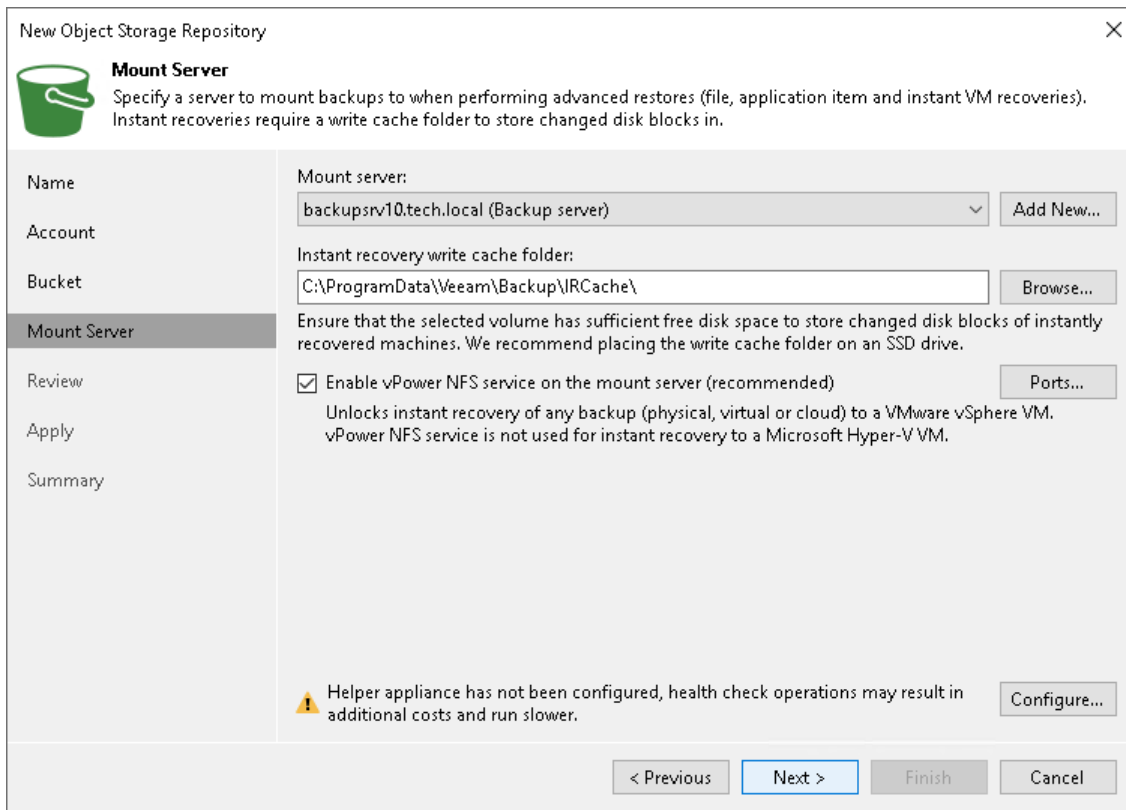 New Object Storage Repository
Mount Server
Specify a server to mount backups to when performing advanced restores (file, application item and instant VM recoveries).
Instant recoveries require a write cache folder to store changed disk blocks in.
Name
Account
Bucket
Mount Server
Review
Apply
Summary
Mount server:
backupsrv10.tech.local (Backup server)
Add New...
Instant recovery write cache folder:
C:\ProgramData\Veeam\Backup\IRCache\
Browse...
Ensure that the selected volume has sufficient free disk space to store changed disk blocks of instantly
recovered machines. We recommend placing the write cache folder on an SSD drive.
Enable vPower NFS service on the mount server (recommended)
Ports...
Unlocks instant recovery of any backup (physical, virtual or cloud) to a VMware vSphere VM.
vPower NFS service is not used for instant recovery to a Microsoft Hyper-V VM.
Helper appliance has not been configured, health check operations may result in
additional costs and run slower.
Configure...
< Previous
Next >
Finish
Cancel